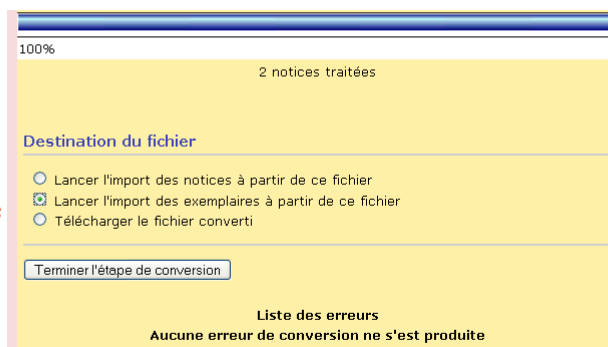 100%
2 notices traitées
Destination du fichier
Lancer l'import des notices à partir de ce fichier
Lancer l'import des exemplaires à partir de ce fichier
Télécharger le fichier converti
Terminer l'étape de conversion
Liste des erreurs
Aucune erreur de conversion ne s'est produite